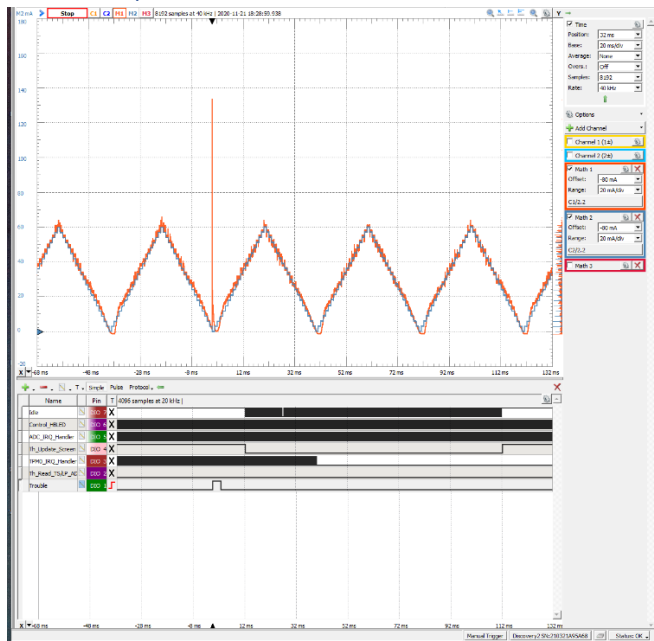 M2 mA Stop C1 C2 M1 M2 M3 8192 samples at 40 kHz | 2020-11-21 18:28:59.938 Y
180
160
140
120
100
80
60
40
20
0
-20
X -68 ms -48 ms -28 ms -8 ms 12 ms 32 ms 52 ms 72 ms 92 ms 112 ms 132 ms
Time
Position: 32 ms
Base: 20 ms/div
Average: None
Overs.: Off
Samples: 8192
Rate: 40 kHz
Options
Add Channel
Channel 1 (1±)
Channel 2 (2±)
Math 1
Offset: -80 mA
Range: 20 mA/div
C1/2.2
Math 2
Offset: -80 mA
Range: 20 mA/div
C2/2.2
Math 3
T Simple Pulse Protocol
Name Pin T 4096 samples at 20 kHz |
Idle DIO 7 X
Control_HBLED DIO 6 X
ADC_IRQ_Handler DIO 5 X
Th_Update_Screen DIO 4 X
TPM0_IRQ_Handler DIO 3 X
Th_Read_TS/LP_AC DIO 2 X
Trouble DIO
X -68 ms -48 ms -28 ms -8 ms 12 ms 32 ms 52 ms 72 ms 92 ms 112 ms 132 ms
Manual Trigger Discovery2 Status: OK